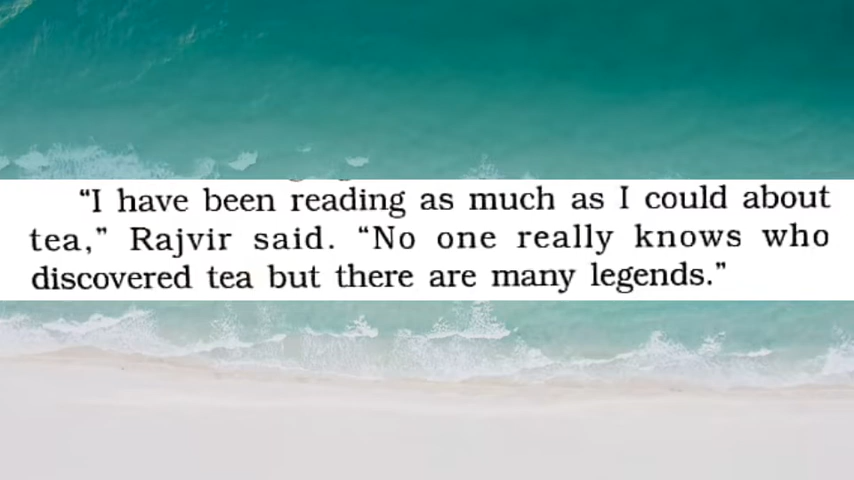 “I have been reading as much as I could about
tea,” Rajvir said. “No one really knows who
discovered tea but there are many legends.”